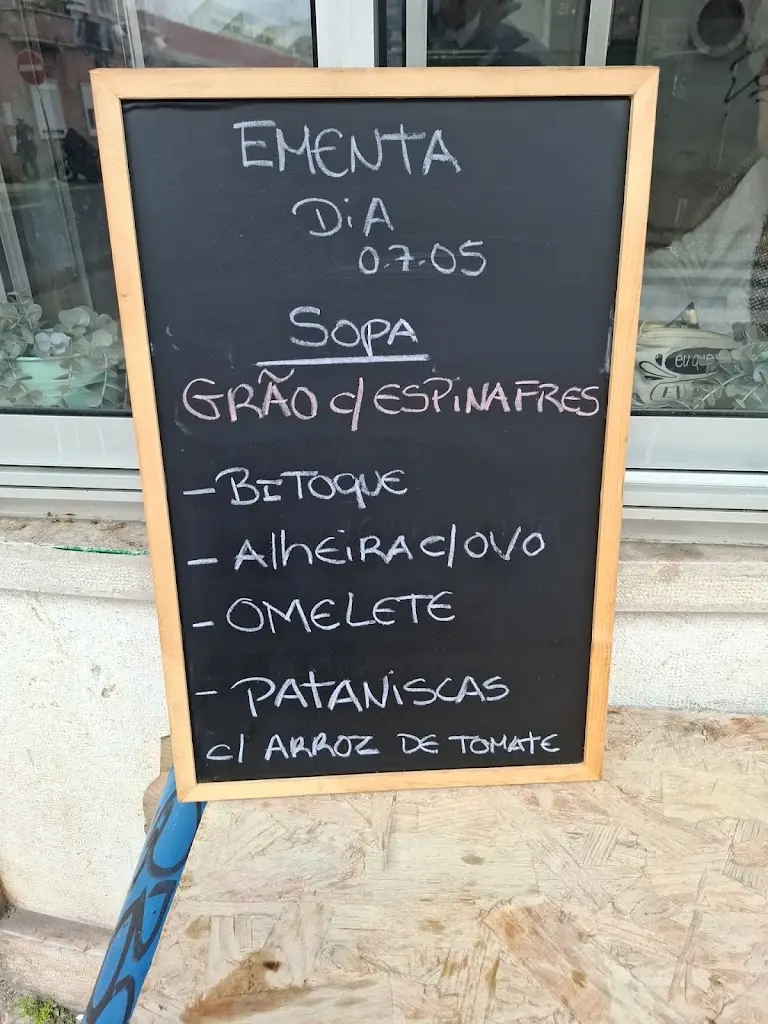 EMENTA
DiA
07.05
SOPA
GRÃO c/ ESPiNAFRES
- BITOQUE
- AlhEiRA c/ OVO
- OMELETE
- PATANiSCAS
c/ ARROZ DE TOMATE